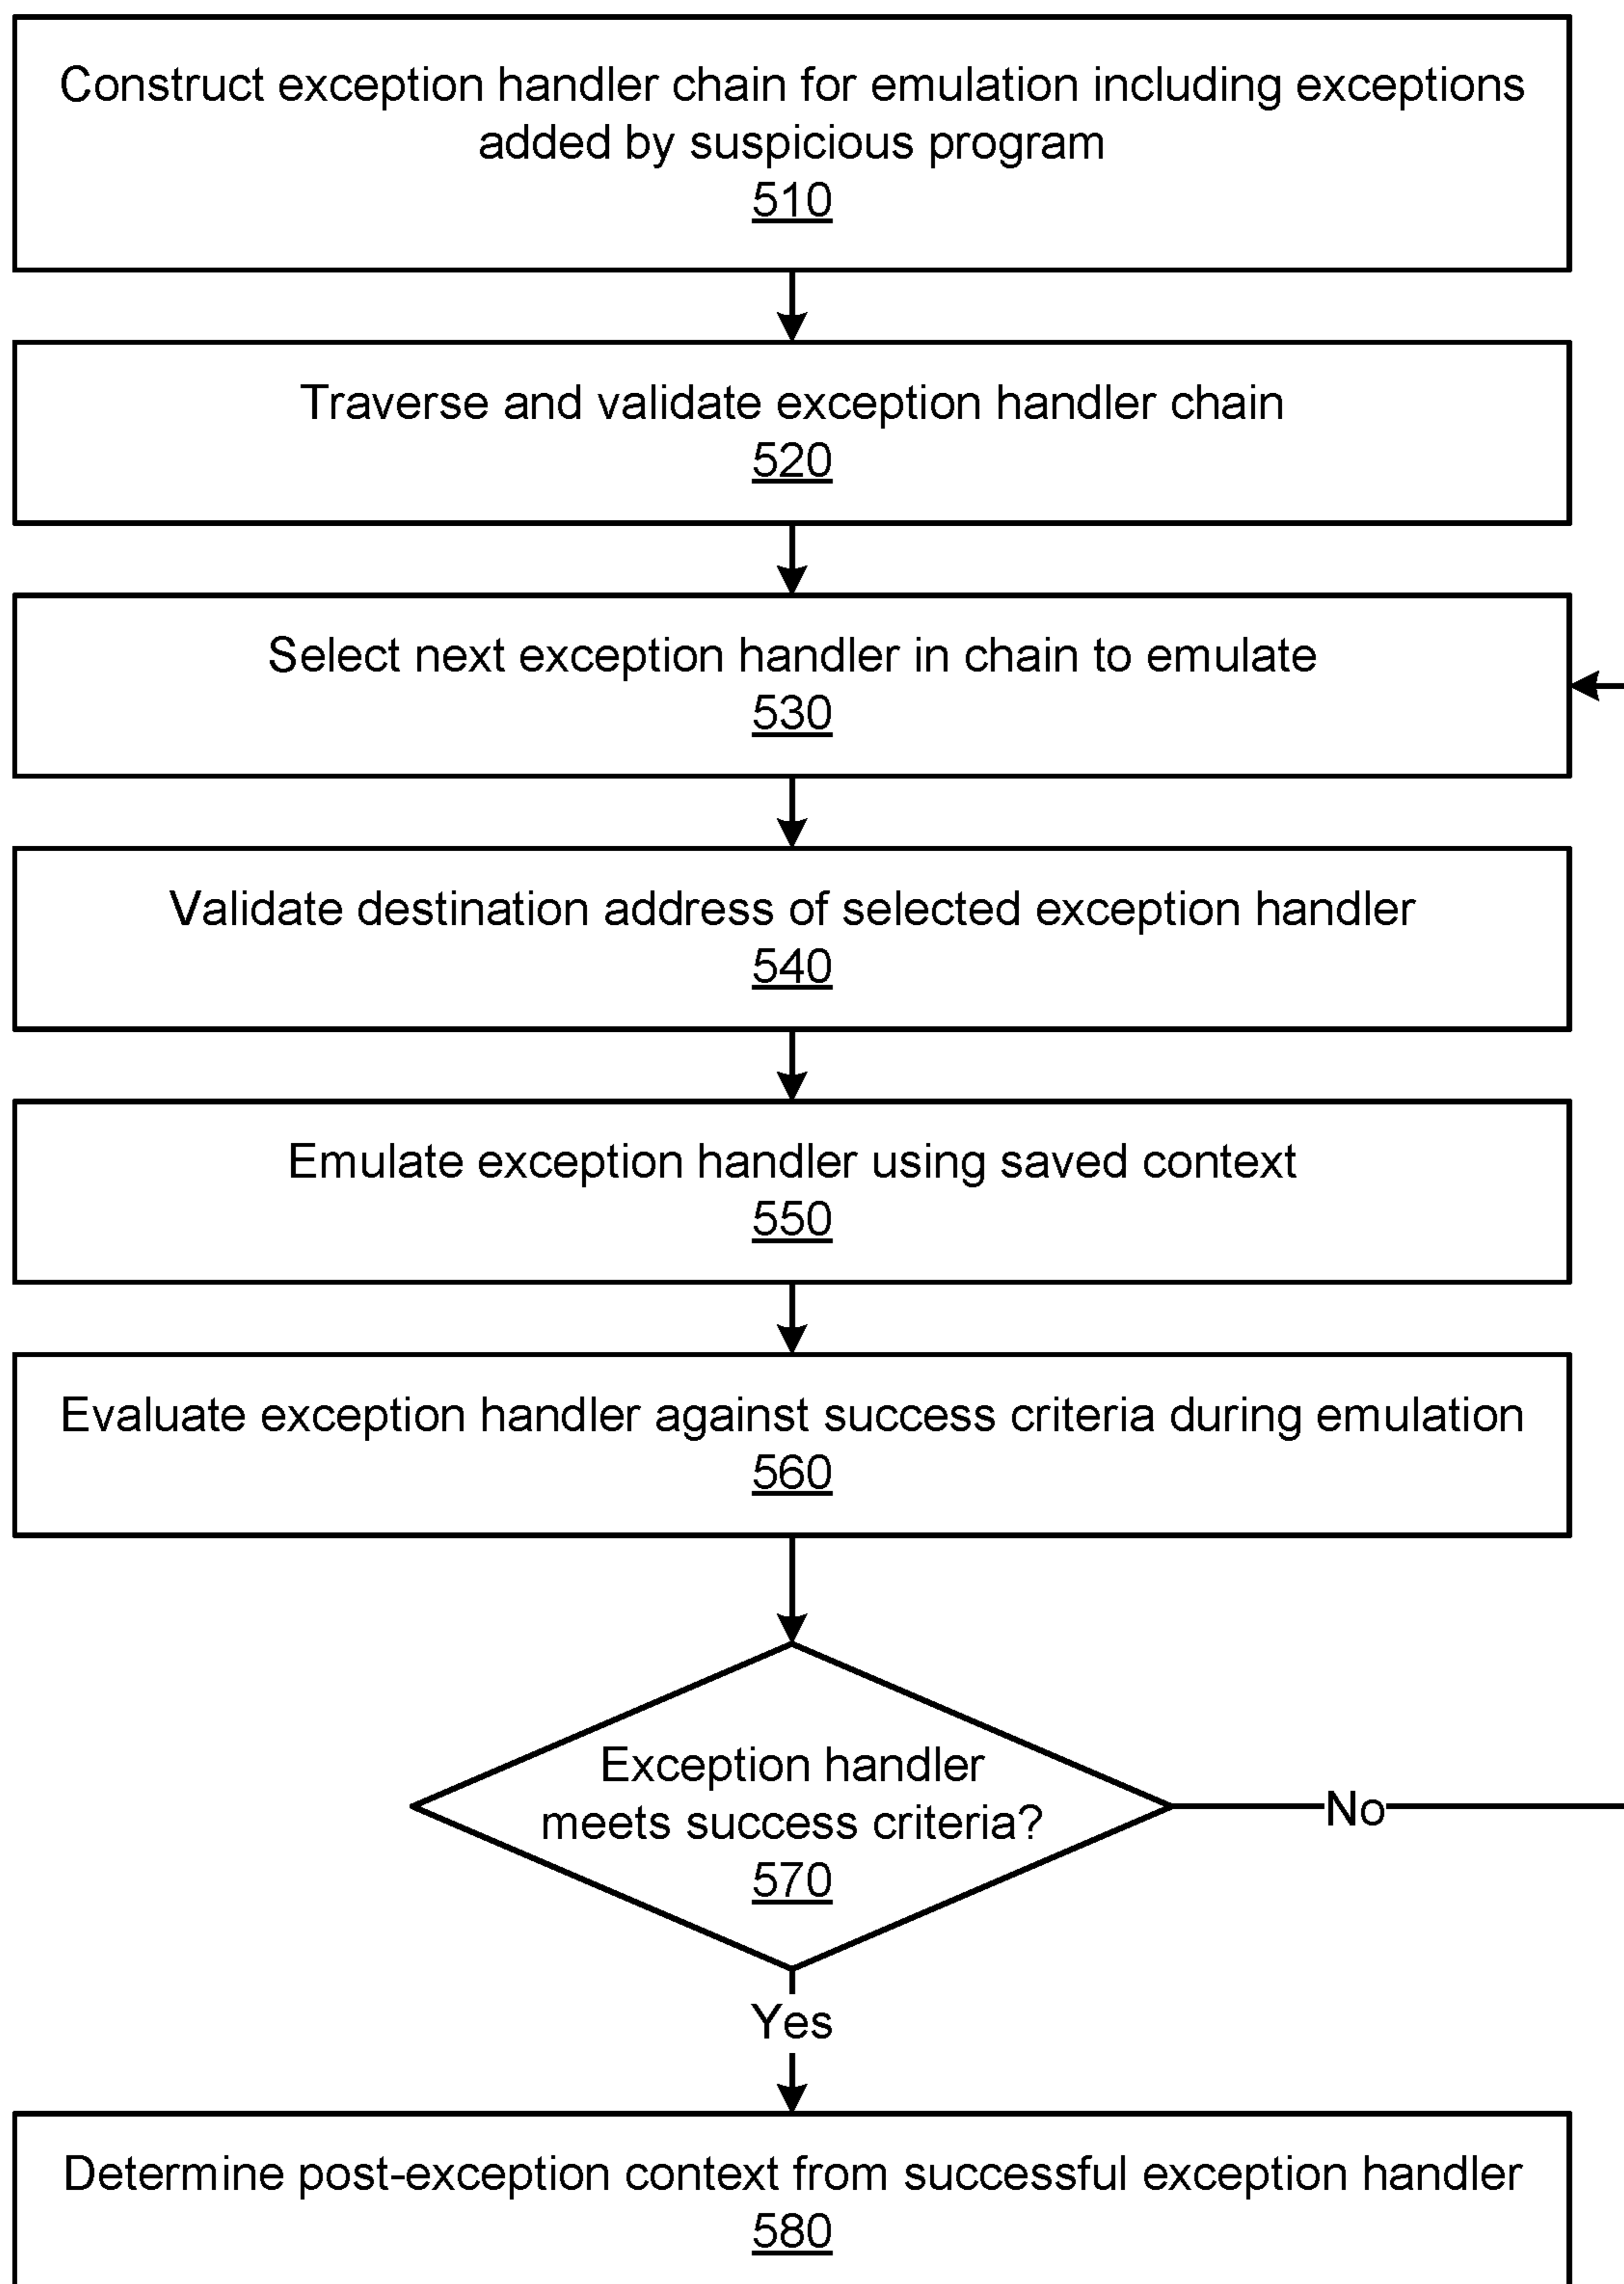 Construct exception handler chain for emulation including exceptions
added by suspicious program
510
Traverse and validate exception handler chain
520
Select next exception handler in chain to emulate
530
Validate destination address of selected exception handler
540
Emulate exception handler using saved context
550
Evaluate exception handler against success criteria during emulation
560
Exception handler
meets success criteria?
570
No
Yes
Determine post-exception context from successful exception handler
580